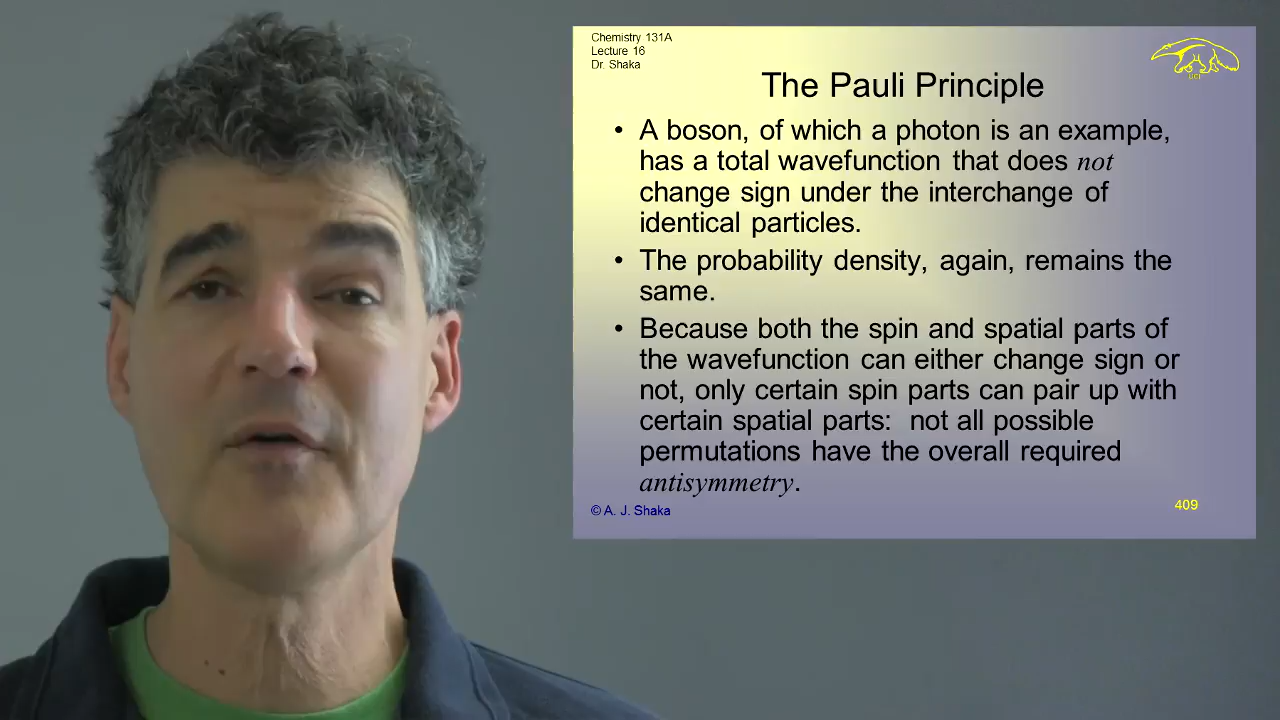 Chemistry 131A
Lecture 16
Dr. Shaka
UCI
The Pauli Principle
• A boson, of which a photon is an example,
has a total wavefunction that does not
change sign under the interchange of
identical particles.
• The probability density, again, remains the
same.
• Because both the spin and spatial parts of
the wavefunction can either change sign or
not, only certain spin parts can pair up with
certain spatial parts: not all possible
permutations have the overall required
antisymmetry.
© A. J. Shaka
409